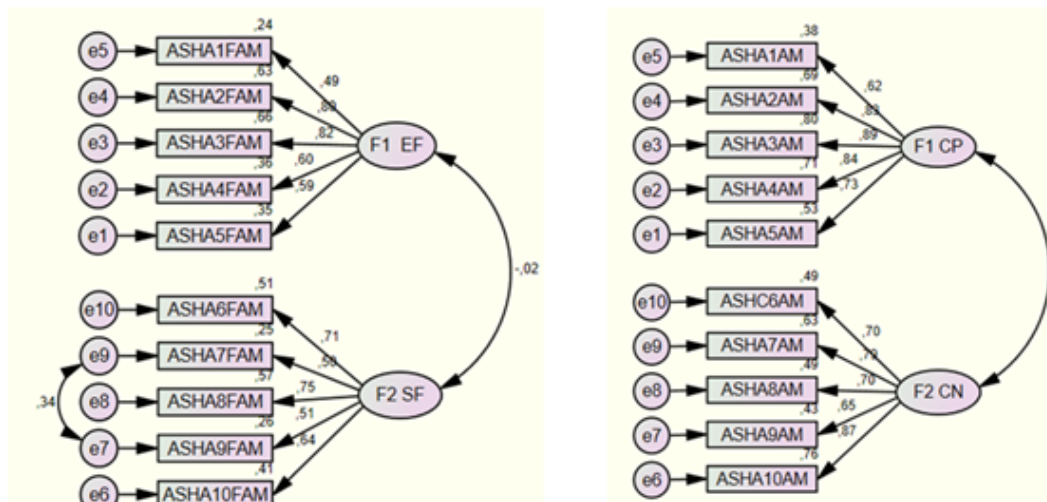 ,24
e5 ASHA1FAM
,49
,63
e4 ASHA2FAM
,80
,66
e3 ASHA3FAM
,82
F1 EF
,36
,60
e2 ASHA4FAM
,59
,35
e1 ASHA5FAM
-,02
,51
e10 ASHA6FAM
,71
,25
e9 ASHA7FAM
,50
,57
e8 ASHA8FAM
,75
F2 SF
,34
,26
,51
e7 ASHA9FAM
,64
,41
e6 ASHA10FAM
,38
e5 ASHA1AM
,62
,69
e4 ASHA2AM
,83
,80
e3 ASHA3AM
,89
F1 CP
,71
,84
e2 ASHA4AM
,73
,53
e1 ASHA5AM
,49
e10 ASHC6AM
,70
,63
e9 ASHA7AM
,79
,49
e8 ASHA8AM
,70
F2 CN
,43
,65
e7 ASHA9AM
,87
,76
e6 ASHA10AM